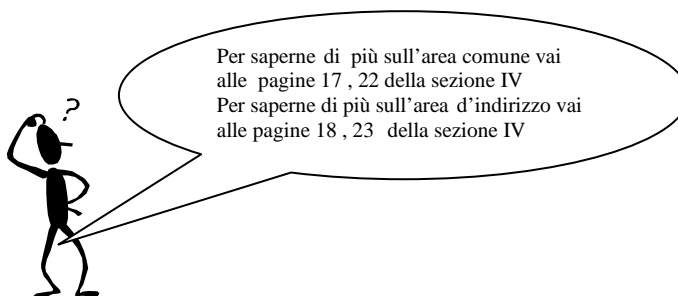 ?
Per saperne di più sull’area comune vai
alle pagine 17 , 22 della sezione IV
Per saperne di più sull’area d’indirizzo vai
alle pagine 18 , 23 della sezione IV